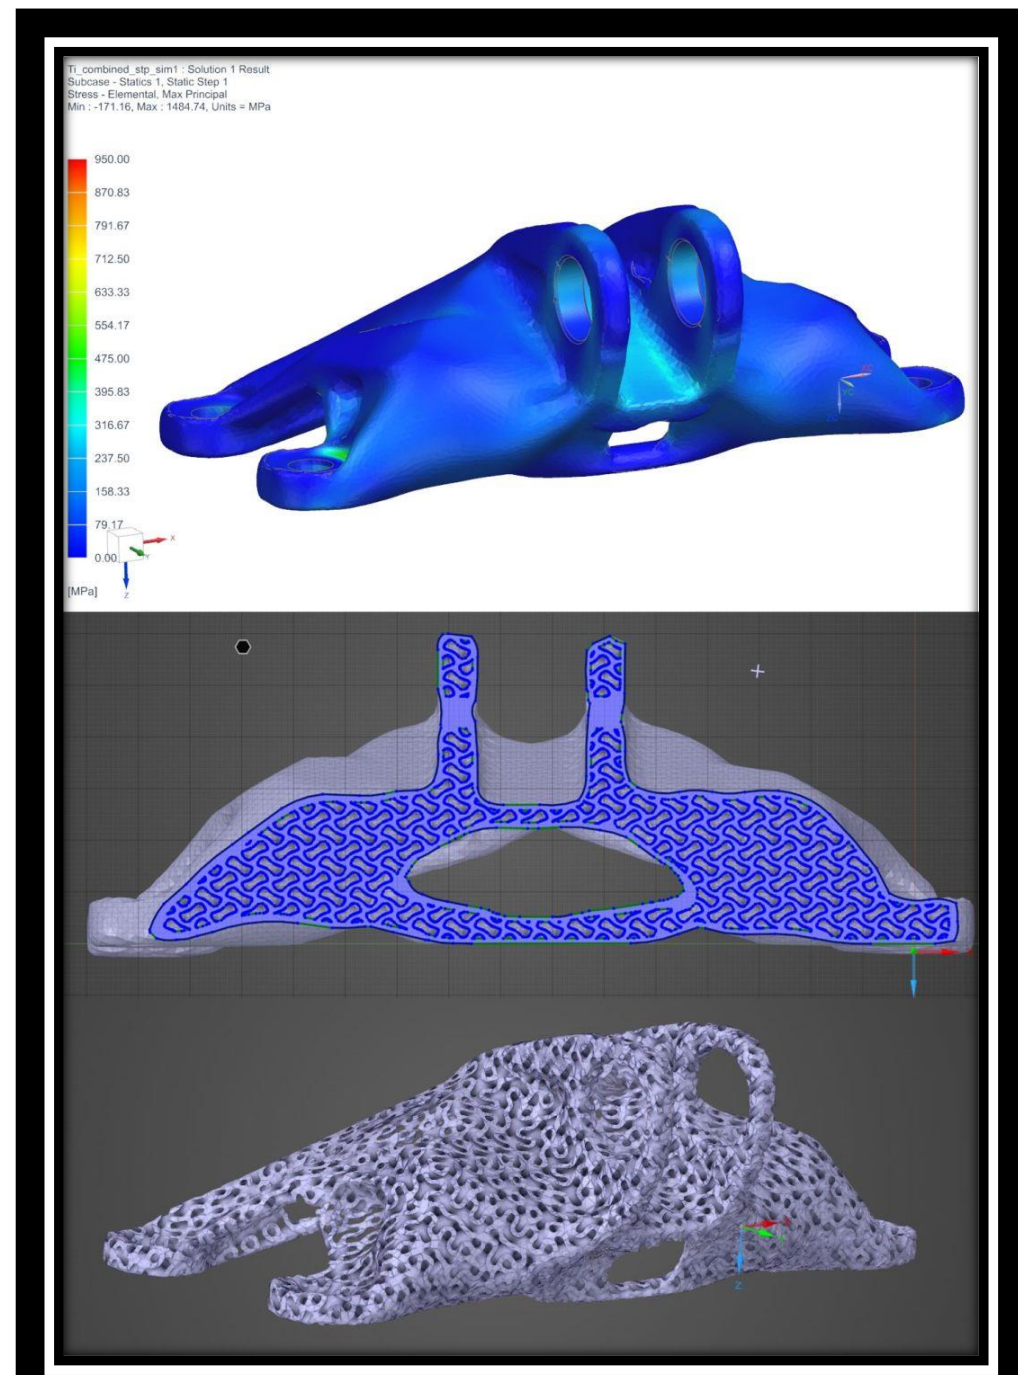 Ti_combined_stp_sim1 : Solution 1 Result
Subcase - Statics 1, Static Step 1
Stress - Elemental, Max Principal
Min : -171.16, Max : 1484.74, Units = MPa
950.00
870.83
791.67
712.50
633.33
554.17
475.00
395.83
316.67
237.50
158.33
79.17
0.00
[MPa]
X
Y
Z
XC
YC
Z